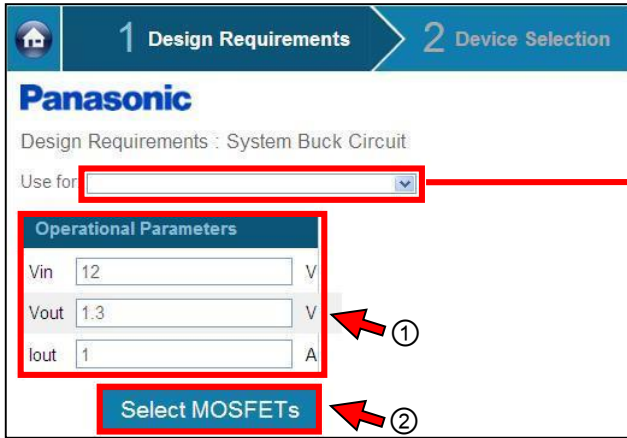 1 Design Requirements 2 Device Selection
Panasonic
Design Requirements : System Buck Circuit
Use for
Operational Parameters
Vin 12 V
Vout 1.3 V
Iout 1 A
①
Select MOSFETs
②